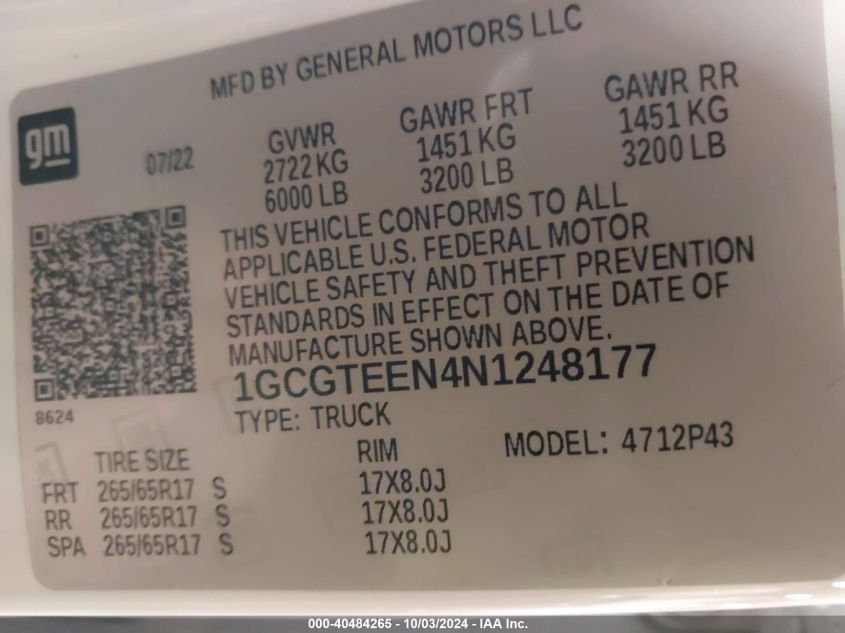 MFD BY GENERAL MOTORS LLC
gm
07/22
GVWR GAWR FRT GAWR RR
2722 KG 1451 KG 1451 KG
6000 LB 3200 LB 3200 LB
THIS VEHICLE CONFORMS TO ALL
APPLICABLE U.S. FEDERAL MOTOR
VEHICLE SAFETY AND THEFT PREVENTION
STANDARDS IN EFFECT ON THE DATE OF
MANUFACTURE SHOWN ABOVE.
1GCGTEEN4N1248177
8624
TYPE: TRUCK
MODEL: 4712P43
TIRE SIZE RIM
FRT 265/65R17 S 17X8.0J
RR 265/65R17 S 17X8.0J
SPA 265/65R17 S 17X8.0J
000-40484265 - 10/03/2024 - IAA Inc.